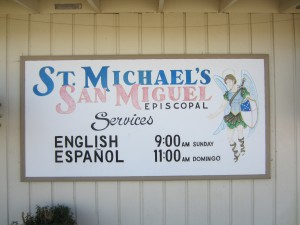 ST. MICHAEL'S
SAN MIGUEL
EPISCOPAL
Services
ENGLISH 9:00 AM SUNDAY
ESPAÑOL 11:00 AM DOMINGO